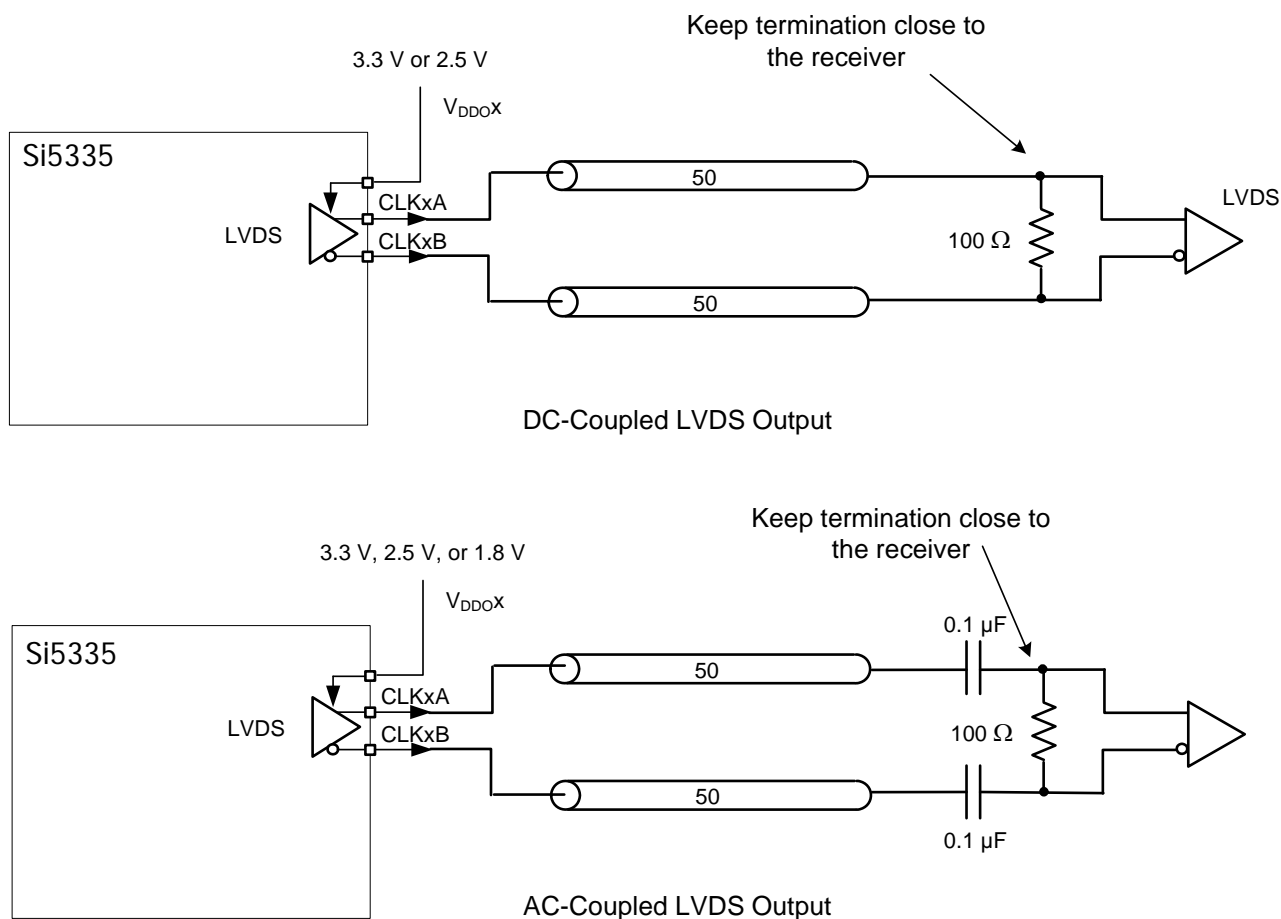 Keep termination close to
the receiver
3.3 V or 2.5 V
VDDOX
Si5335
LVDS
CLKxA
CLKxB
50
50
100 Ω
LVDS
DC-Coupled LVDS Output
Keep termination close to
the receiver
3.3 V, 2.5 V, or 1.8 V
VDDOX
Si5335
LVDS
CLKxA
CLKxB
50
50
0.1 µF
100 Ω
0.1 µF
AC-Coupled LVDS Output